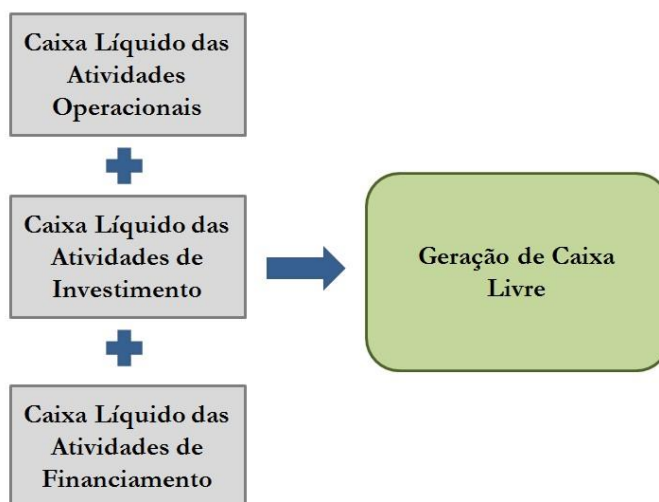 Caixa Líquido das
Atividades
Operacionais
Caixa Líquido das
Atividades de
Investimento
Caixa Líquido das
Atividades de
Financiamento
Geração de Caixa
Livre